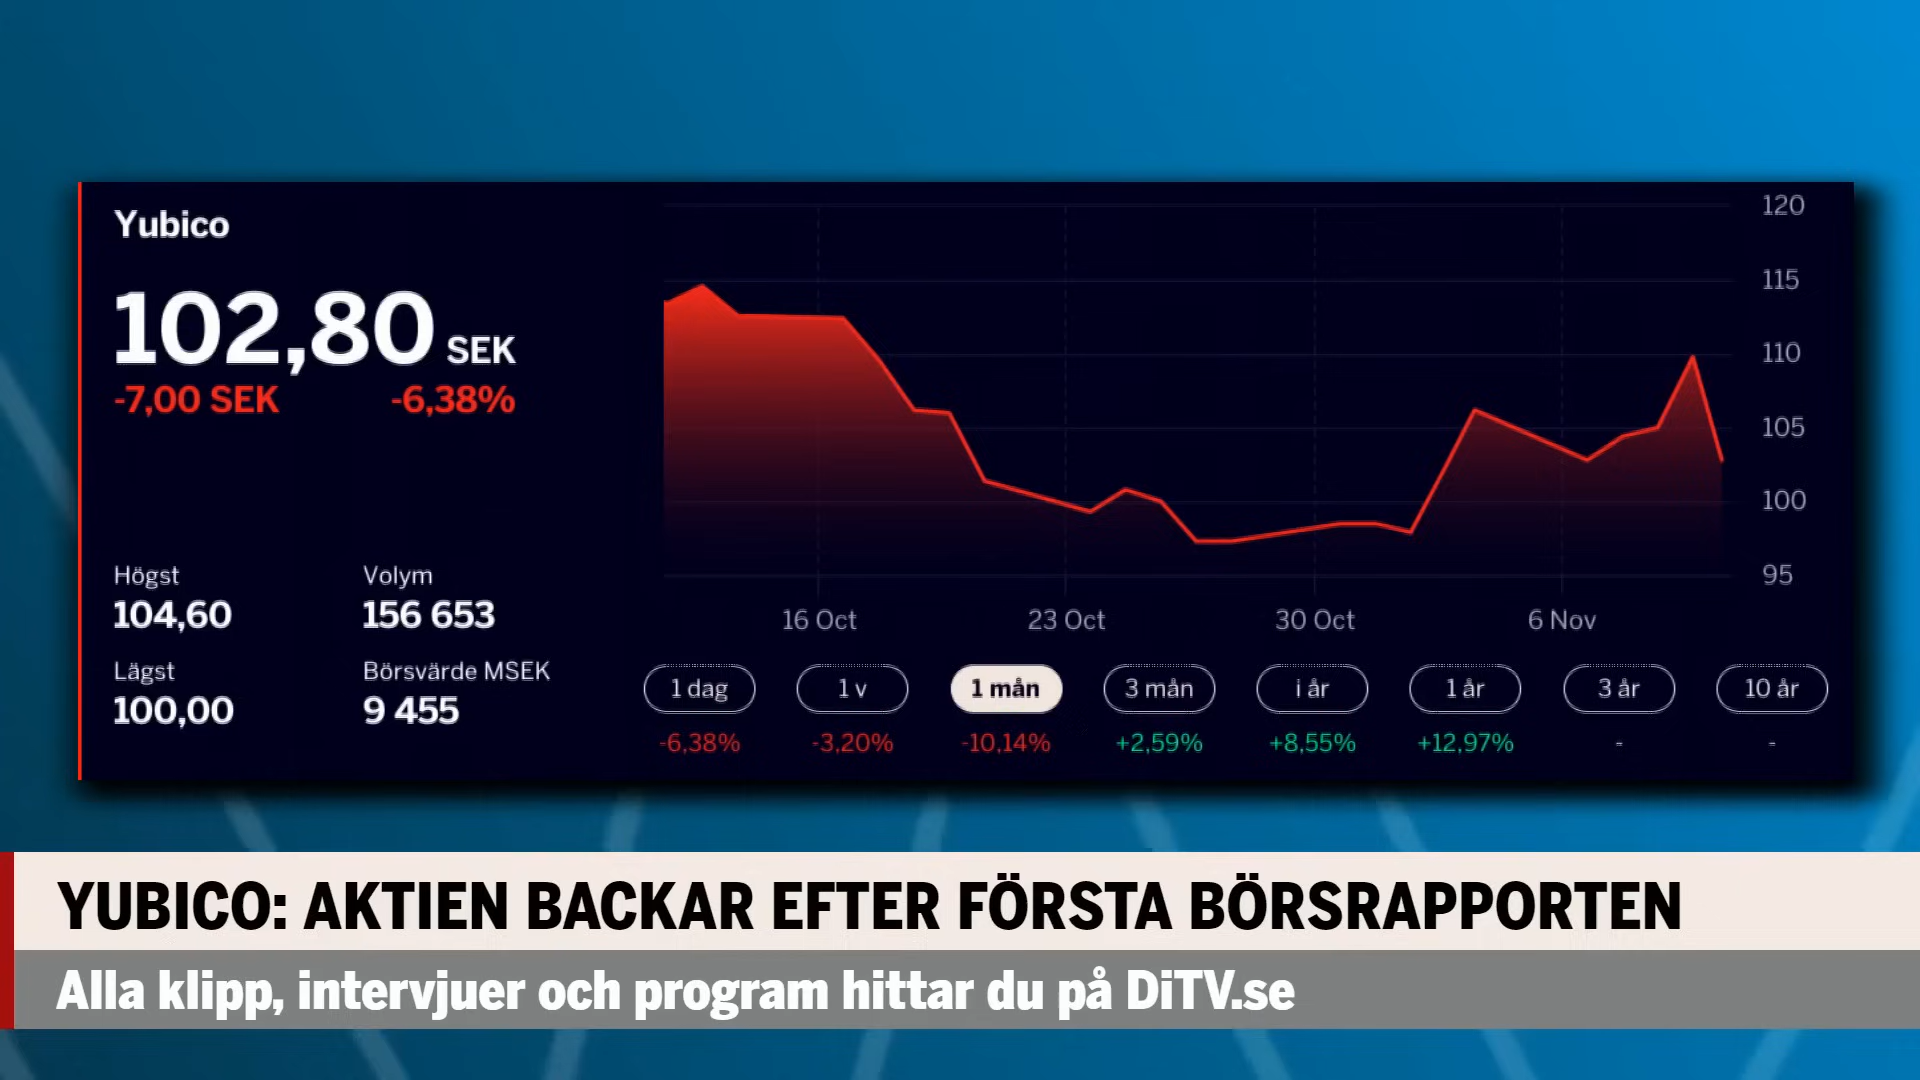 Yubico
102,80 SEK
-7,00 SEK -6,38%
Högst Volym
104,60 156 653
Lägst Börsvärde MSEK
100,00 9 455
120
115
110
105
100
95
16 Oct 23 Oct 30 Oct 6 Nov
1 dag 1 v 1 mån 3 mån i år 1 år 3 år 10 år
-6,38% -3,20% -10,14% +2,59% +8,55% +12,97% - -
YUBICO: AKTIEN BACKAR EFTER FÖRSTA BÖRSRAPPORTEN
Alla klipp, intervjuer och program hittar du på DiTV.se